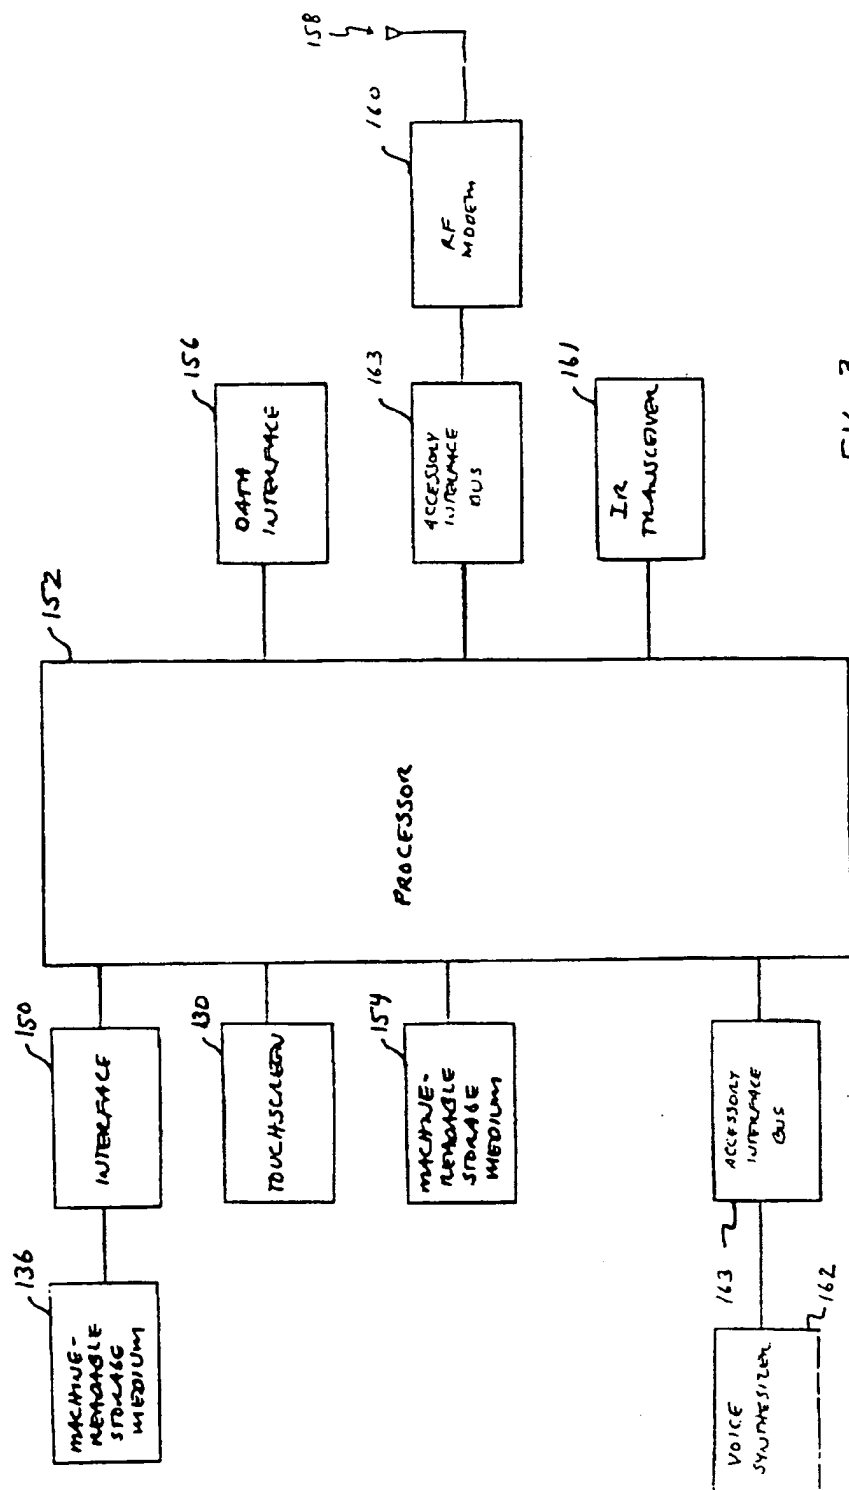 136
MACHINE-
READABLE
STORAGE
MEDIUM
150
INTERFACE
130
TOUCHSCREEN
154
MACHINE-
READABLE
STORAGE
MEDIUM
VOICE
SYNTHESIZER
162
163
ACCESSORY
INTERFACE
BUS
152
PROCESSOR
156
DATA
INTERFACE
163
ACCESSORY
INTERFACE
BUS
160
RF
MODEM
158
161
IR
TRANSCEIVER